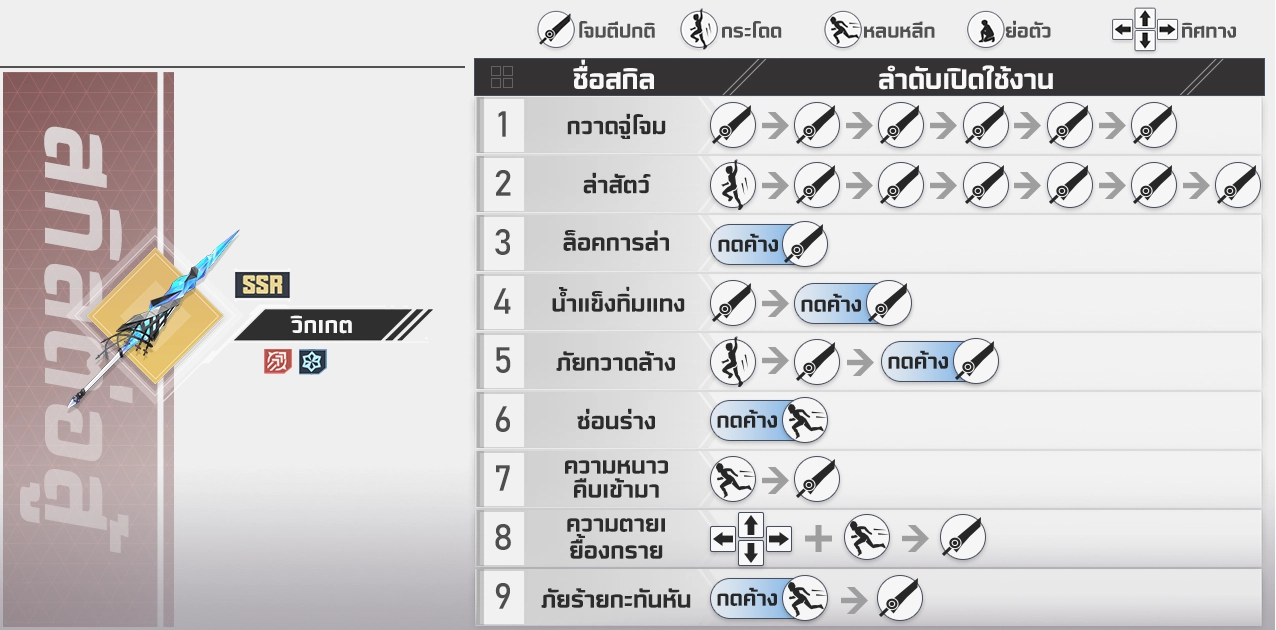 โจมตีปกติ กระโดด หลบหลีก ย่อตัว ทิศทาง
ชื่อสกิล ลำดับเปิดใช้งาน
สกิลต่อสู้
SSR
วิกเกต
1 กวาดจู่โจม
2 ล่าสัตว์
3 ล็อคการล่า กดค้าง
4 น้ำแข็งทิ่มแทง กดค้าง
5 ภัยกวาดล้าง กดค้าง
6 ซ่อนร่าง กดค้าง
7 ความหนาว
คืบเข้ามา
8 ความตายเ
ยื้องกราย
9 ภัยร้ายกะทันหัน กดค้าง